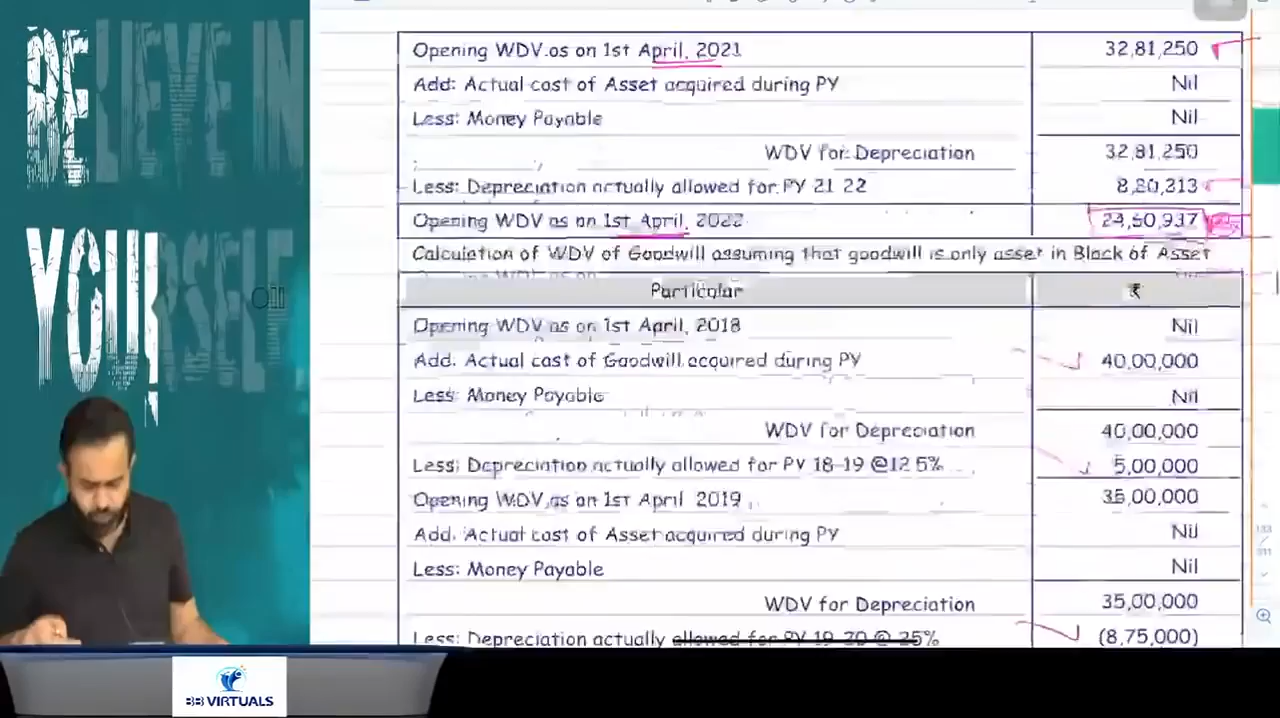 BELIEVE IN
YOURSELF
Opening WDV as on 1st April, 2021 32,81,250
Add: Actual cost of Asset acquired during PY Nil
Less: Money Payable Nil
WDV for Depreciation 32,81,250
Less: Depreciation actually allowed for PY 21 22 8,20,313
Opening WDV as on 1st April, 2022 24,60,937
Calculation of WDV of Goodwill assuming that goodwill is only asset in Block of Asset
Particular ₹
Opening WDV as on 1st April, 2018 Nil
Add. Actual cost of Goodwill acquired during PY 40,00,000
Less: Money Payable Nil
WDV for Depreciation 40,00,000
Less: Depreciation actually allowed for PY 18-19 @12.5% 5,00,000
Opening WDV as on 1st April 2019 35,00,000
Add. Actual cost of Asset acquired during PY Nil
Less: Money Payable Nil
WDV for Depreciation 35,00,000
Less: Depreciation actually allowed for PY 19-20 @ 25% (8,75,000)
BB VIRTUALS